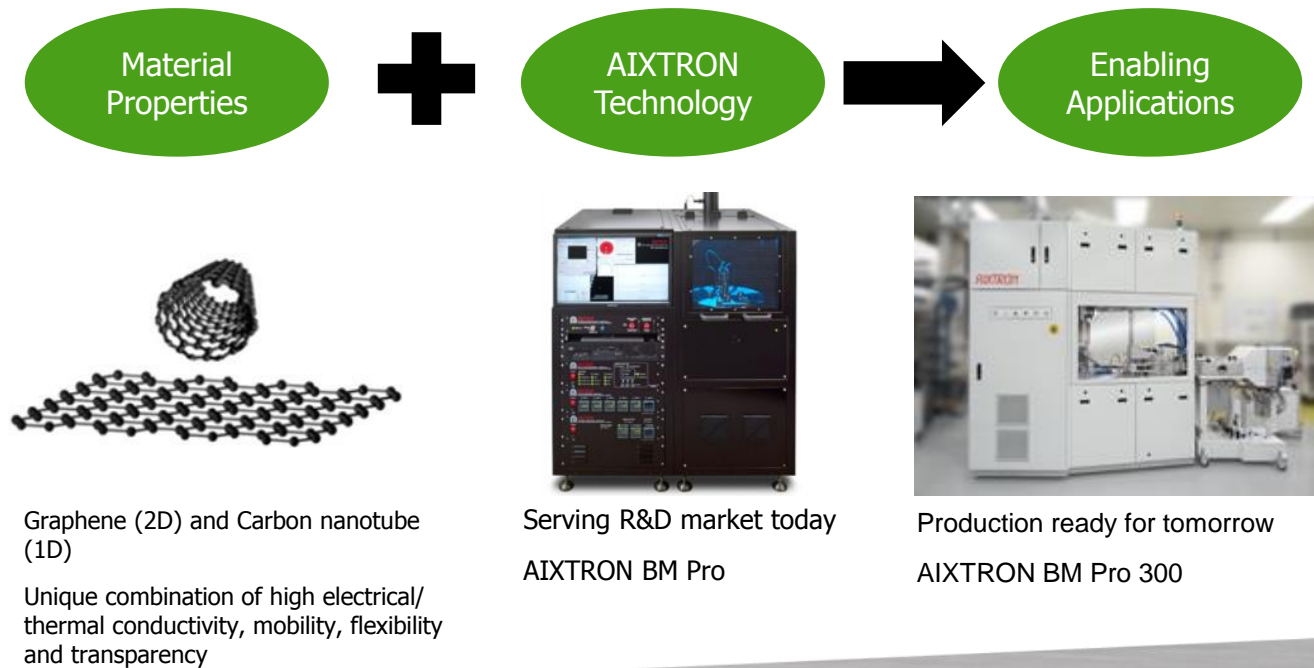 Material
Properties
AIXTRON
Technology
Enabling
Applications
AIXTRON
Graphene (2D) and Carbon nanotube
(1D)
Unique combination of high electrical/
thermal conductivity, mobility, flexibility
and transparency
Serving R&D market today
AIXTRON BM Pro
Production ready for tomorrow
AIXTRON BM Pro 300